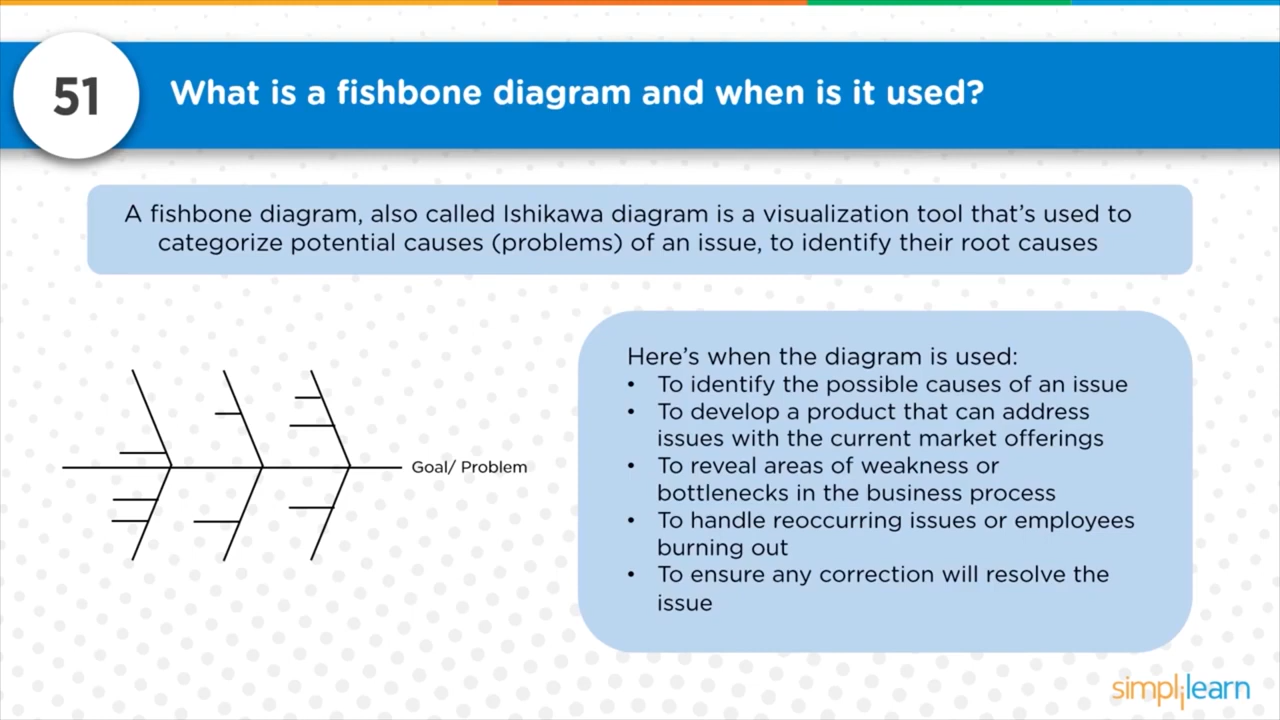 51
What is a fishbone diagram and when is it used?
A fishbone diagram, also called Ishikawa diagram is a visualization tool that's used to
categorize potential causes (problems) of an issue, to identify their root causes
Goal/ Problem
Here's when the diagram is used:
• To identify the possible causes of an issue
• To develop a product that can address
issues with the current market offerings
• To reveal areas of weakness or
bottlenecks in the business process
• To handle reoccurring issues or employees
burning out
• To ensure any correction will resolve the
issue
simplilearn